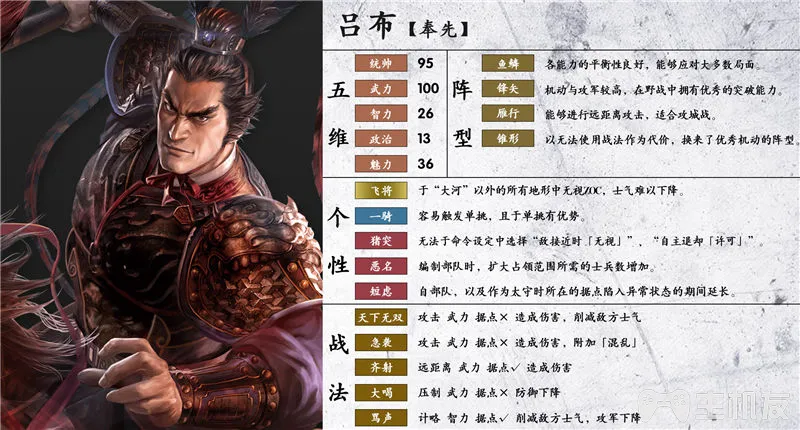 吕布【奉先】
五维
统帅 95
武力 100
智力 26
政治 13
魅力 36
阵型
鱼鳞 各能力的平衡性良好，能够应对大多数局面。
锋矢 机动与攻军较高，在野战中拥有优秀的突破能力。
雁行 能够进行远距离攻击，适合攻城战。
锥形 以无法使用战法作为代价，换来了优秀机动的阵型。
个性
飞将 于“大河”以外的所有地形中无视ZOC，士气难以下降。
一骑 容易触发单挑，且于单挑有优势。
猪突 无法于命令设定中选择“敌接近时「无视」”、“自主退却「许可」”。
恶名 编制部队时，扩大占领范围所需的士兵数增加。
短虑 自部队，以及作为太守时所在的据点陷入异常状态的期间延长。
战法
天下无双 攻击 武力 据点× 造成伤害，削减敌方士气
急袭 攻击 武力 据点× 造成伤害，附加「混乱」
齐射 远距离 武力 据点✓ 造成伤害
大喝 压制 武力 据点× 防御下降
骂声 计略 智力 据点✓ 削减敌方士气，攻军下降